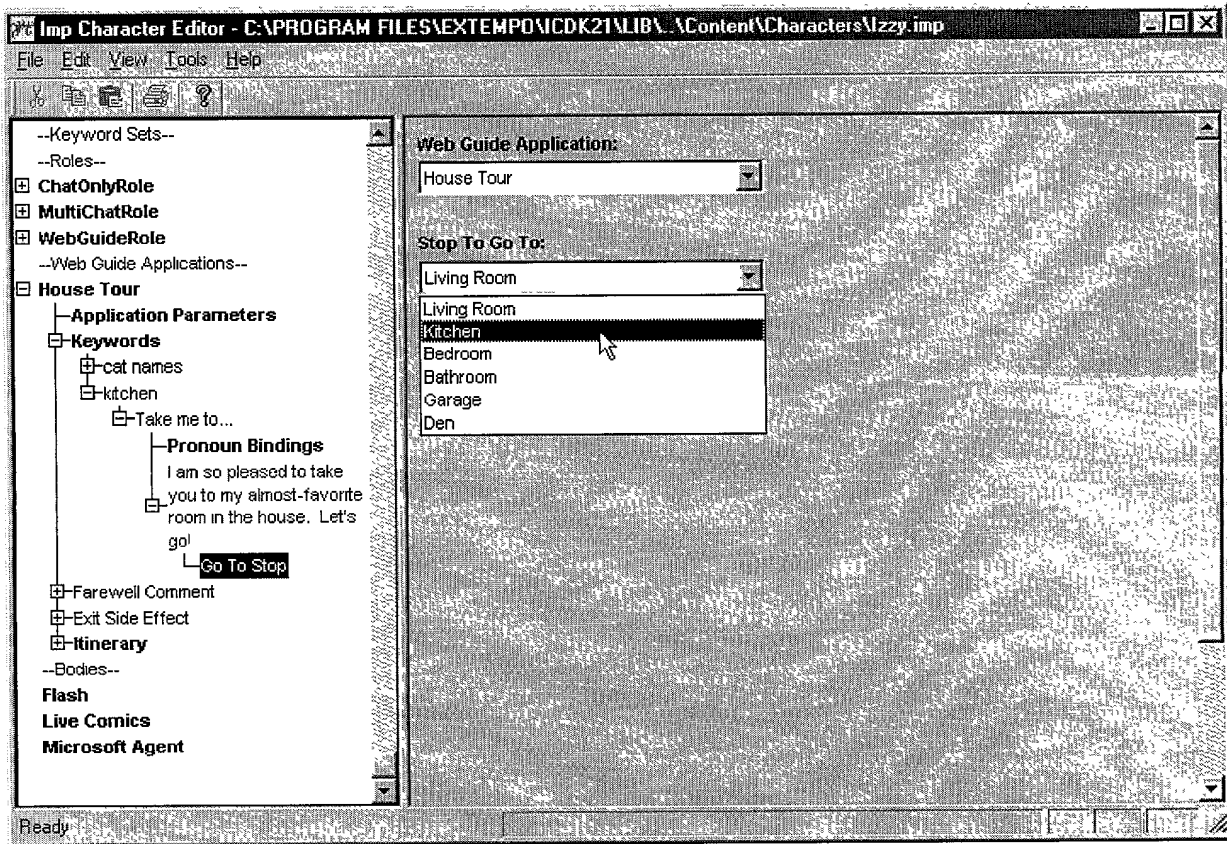 Imp Character Editor - C:\PROGRAM FILES\EXTEMPO\ICDK21\LIB\..\Content\Characters\Izzy.imp
File Edit View Tools Help
--Keyword Sets--
--Roles--
ChatOnlyRole
MultiChatRole
WebGuideRole
--Web Guide Applications--
House Tour
Application Parameters
Keywords
cat names
kitchen
Take me to...
Pronoun Bindings
I am so pleased to take
you to my almost-favorite
room in the house. Let's
go!
Go To Stop
Farewell Comment
Exit Side Effect
Itinerary
--Bodies--
Flash
Live Comics
Microsoft Agent
Web Guide Application:
House Tour
Stop To Go To:
Living Room
Living Room
Kitchen
Bedroom
Bathroom
Garage
Den
Ready